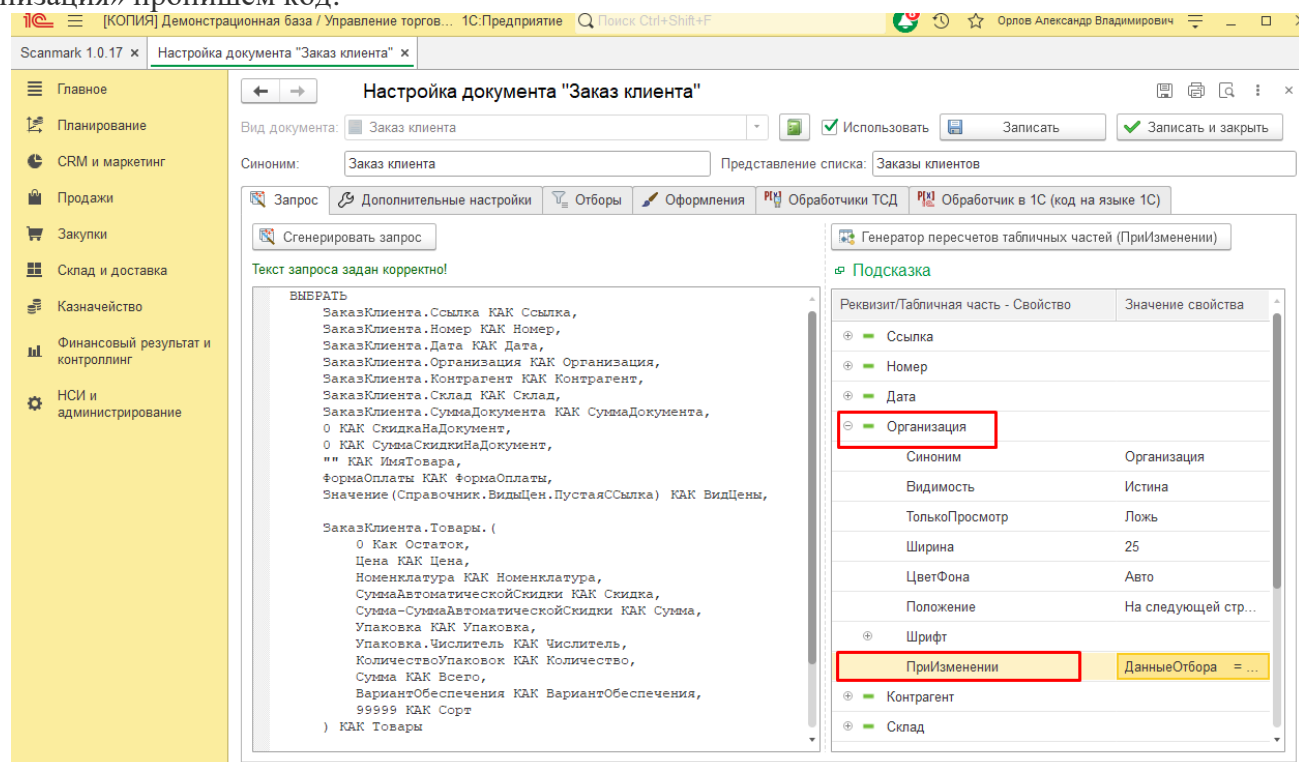 низация» пропишем код:
1С [КОПИЯ] Демонстрационная база / Управление торгов... 1С:Предприятие Поиск Ctrl+Shift+F Орлов Александр Владимирович
Scanmark 1.0.17 × Настройка документа "Заказ клиента" ×
Главное
Планирование
CRM и маркетинг
Продажи
Закупки
Склад и доставка
Казначейство
Финансовый результат и
контроллинг
НСИ и
администрирование
Настройка документа "Заказ клиента"
Вид документа: Заказ клиента Использовать Записать Записать и закрыть
Синоним: Заказ клиента Представление списка: Заказы клиентов
Запрос Дополнительные настройки Отборы Оформления Обработчики ТСД Обработчик в 1С (код на языке 1С)
Сгенерировать запрос
Текст запроса задан корректно!
ВЫБРАТЬ
ЗаказКлиента.Ссылка КАК Ссылка,
ЗаказКлиента.Номер КАК Номер,
ЗаказКлиента.Дата КАК Дата,
ЗаказКлиента.Организация КАК Организация,
ЗаказКлиента.Контрагент КАК Контрагент,
ЗаказКлиента.Склад КАК Склад,
ЗаказКлиента.СуммаДокумента КАК СуммаДокумента,
0 КАК СкидкаНаДокумент,
0 КАК СуммаСкидкиНаДокумент,
"" КАК ИмяТовара,
ФормаОплаты КАК ФормаОплаты,
Значение(Справочник.ВидыЦен.ПустаяССылка) КАК ВидЦены,
ЗаказКлиента.Товары.(
0 Как Остаток,
Цена КАК Цена,
Номенклатура КАК Номенклатура,
СуммаАвтоматическойСкидки КАК Скидка,
Сумма-СуммаАвтоматическойСкидки КАК Сумма,
Упаковка КАК Упаковка,
Упаковка.Числитель КАК Числитель,
КоличествоУпаковок КАК Количество,
Сумма КАК Всего,
ВариантОбеспечения КАК ВариантОбеспечения,
99999 КАК Сорт
) КАК Товары
Генератор пересчетов табличных частей (ПриИзменении)
Подсказка
Реквизит/Табличная часть - Свойство Значение свойства
Ссылка
Номер
Дата
Организация
Синоним Организация
Видимость Истина
ТолькоПросмотр Ложь
Ширина 25
ЦветФона Авто
Положение На следующей стр...
Шрифт
ПриИзменении ДанныеОтбора = ...
Контрагент
Склад